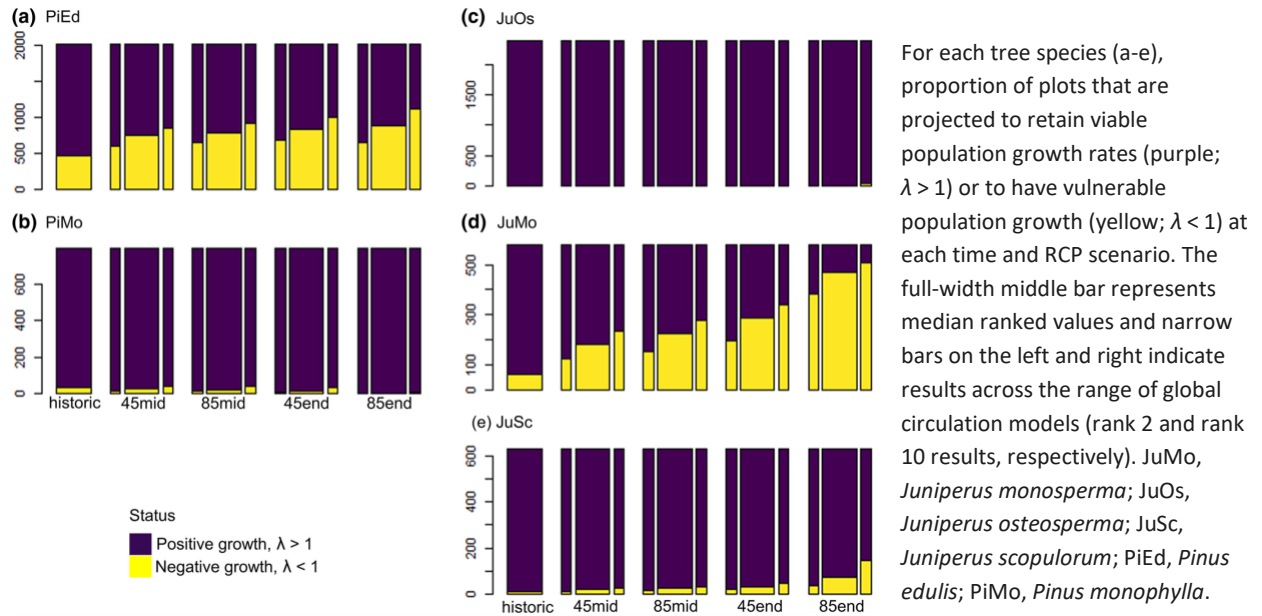 (a) PiEd
2000
1000
500
0
(b) PiMo
600
400
200
0
historic 45mid 85mid 45end 85end
Status
Positive growth, λ > 1
Negative growth, λ < 1
(c) JuOs
1500
500
0
(d) JuMo
500
300
100
0
(e) JuSc
600
400
200
0
historic 45mid 85mid 45end 85end
For each tree species (a-e),
proportion of plots that are
projected to retain viable
population growth rates (purple;
λ > 1) or to have vulnerable
population growth (yellow; λ < 1) at
each time and RCP scenario. The
full-width middle bar represents
median ranked values and narrow
bars on the left and right indicate
results across the range of global
circulation models (rank 2 and rank
10 results, respectively). JuMo,
Juniperus monosperma; JuOs,
Juniperus osteosperma; JuSc,
Juniperus scopulorum; PiEd, Pinus
edulis; PiMo, Pinus monophylla.